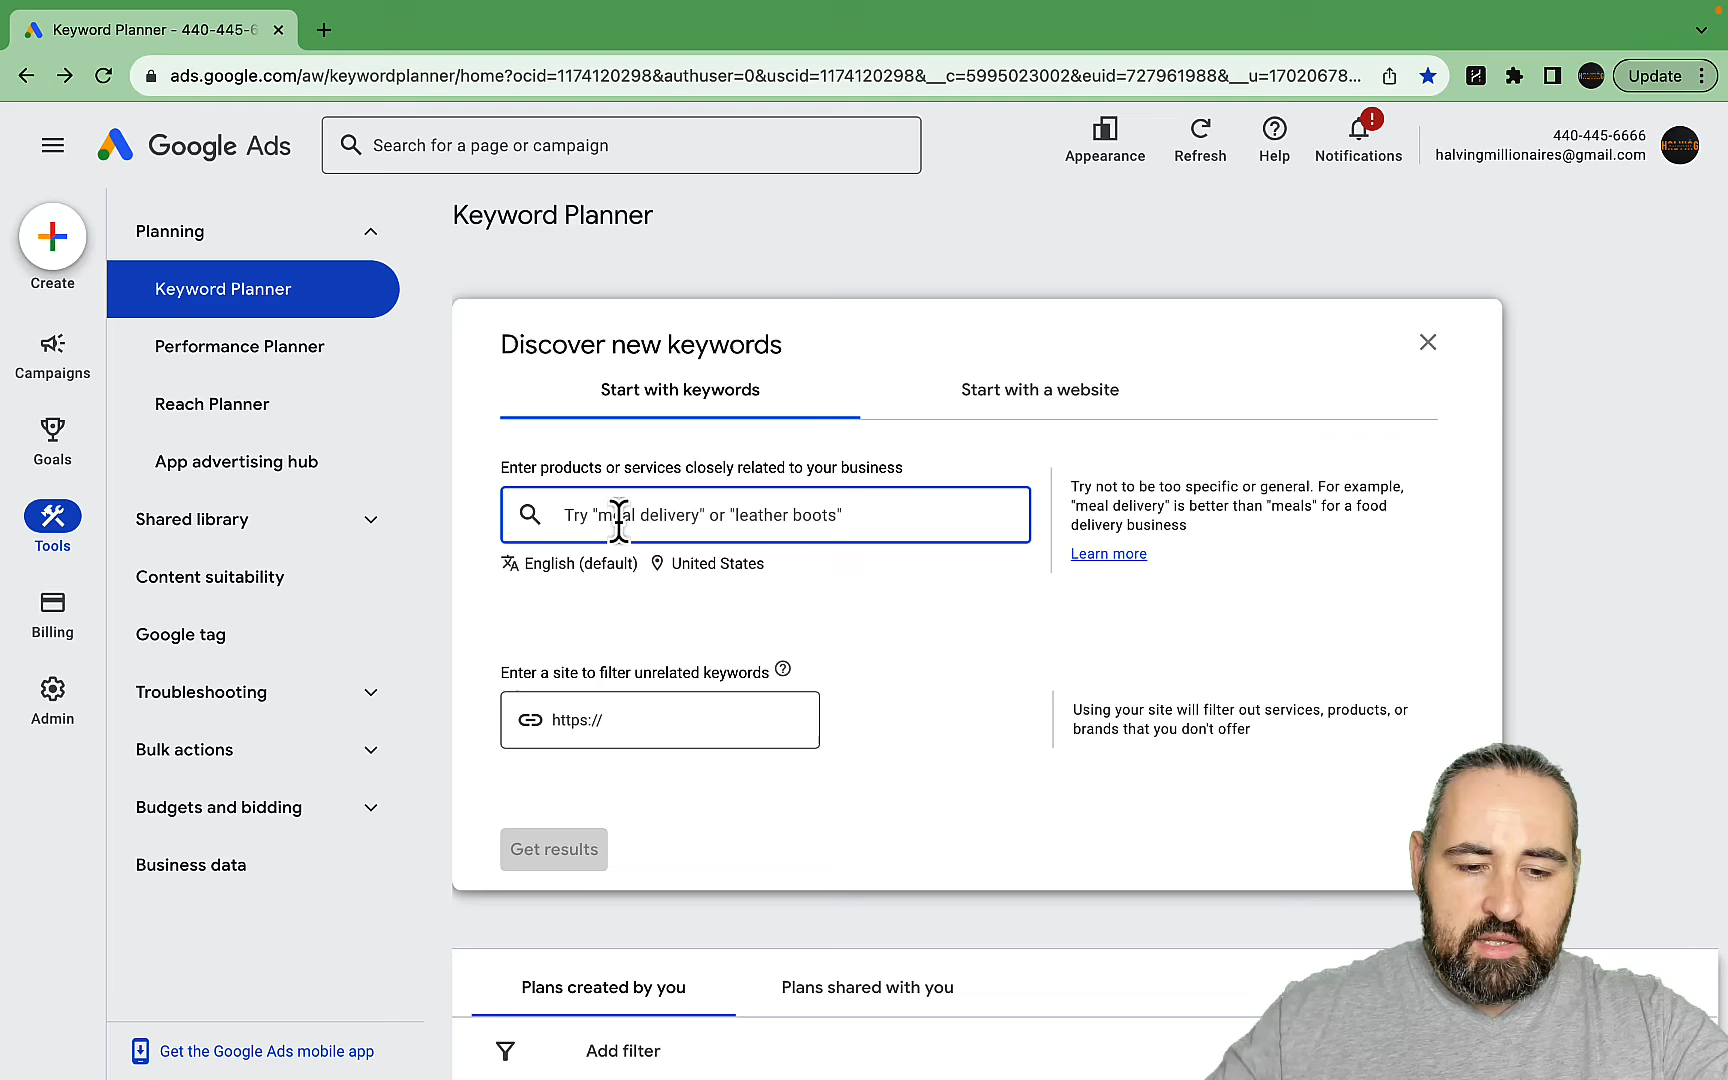 Keyword Planner - 440-445-6
ads.google.com/aw/keywordplanner/home?ocid=1174120298&authuser=0&uscid=1174120298&__c=5995023002&euid=727961988&__u=17020678...
Update
Google Ads
Search for a page or campaign
Appearance
Refresh
Help
Notifications
440-445-6666
halvingmillionaires@gmail.com
HALVING
Create
Campaigns
Goals
Tools
Billing
Admin
Planning
Keyword Planner
Performance Planner
Reach Planner
App advertising hub
Shared library
Content suitability
Google tag
Troubleshooting
Bulk actions
Budgets and bidding
Business data
Get the Google Ads mobile app
Keyword Planner
Discover new keywords
Start with keywords
Start with a website
Enter products or services closely related to your business
Try "meal delivery" or "leather boots"
English (default)
United States
Try not to be too specific or general. For example,
"meal delivery" is better than "meals" for a food
delivery business
Learn more
Enter a site to filter unrelated keywords
https://
Using your site will filter out services, products, or
brands that you don't offer
Get results
Plans created by you
Plans shared with you
Add filter